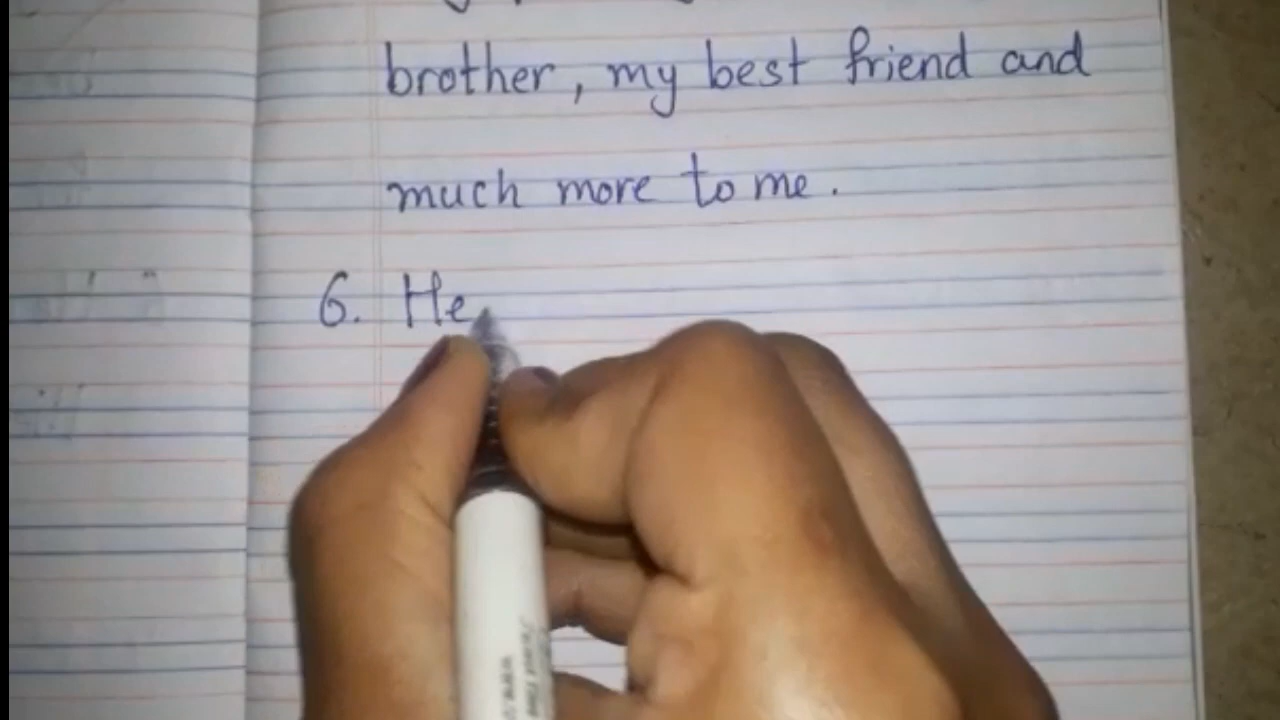 brother, my best friend and
much more to me.
6. He